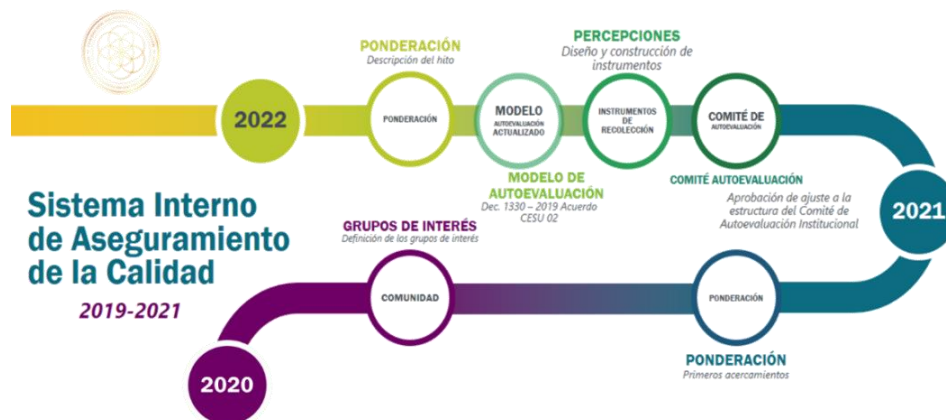 PONDERACIÓN
Descripción del hito
PERCEPCIONES
Diseño y construcción de
instrumentos
2022
PONDERACIÓN
MODELO
AUTOEVALUACIÓN
ACTUALIZADO
INSTRUMENTOS
DE
RECOLECCIÓN
COMITÉ DE
AUTOEVALUACIÓN
MODELO DE
AUTOEVALUACIÓN
Dec. 1330 – 2019 Acuerdo
CESU 02
COMITÉ AUTOEVALUACIÓN
Aprobación de ajuste a la
estructura del Comité de
Autoevaluación Institucional
2021
Sistema Interno
de Aseguramiento
de la Calidad
2019-2021
GRUPOS DE INTERÉS
Definición de los grupos de interés
COMUNIDAD
PONDERACIÓN
PONDERACIÓN
Primeros acercamientos
2020